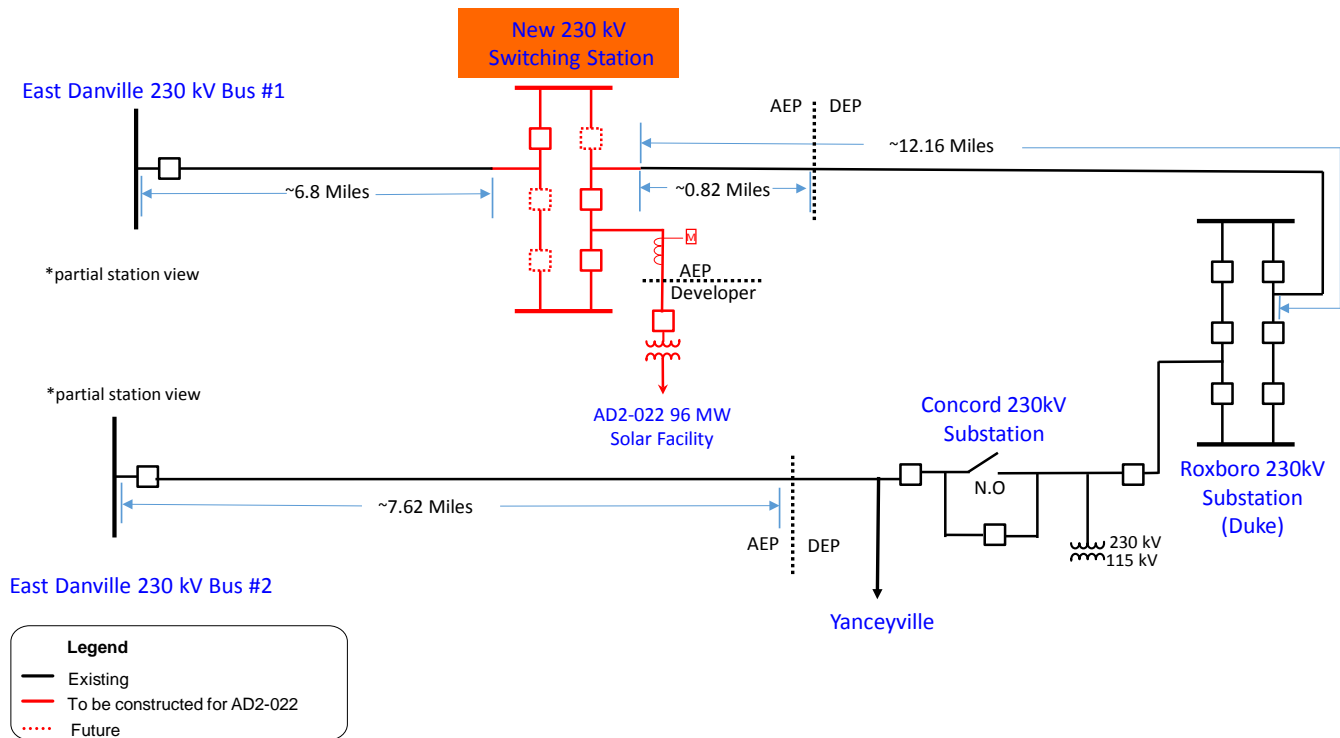 New 230 kV
Switching Station
East Danville 230 kV Bus #1
AEP
DEP
~12.16 Miles
~6.8 Miles
~0.82 Miles
M
*partial station view
AEP
Developer
*partial station view
AD2-022 96 MW
Solar Facility
Concord 230kV
Substation
N.O
Roxboro 230kV
Substation
(Duke)
~7.62 Miles
AEP
DEP
230 kV
115 kV
East Danville 230 kV Bus #2
Yanceyville
Legend
Existing
To be constructed for AD2-022
Future